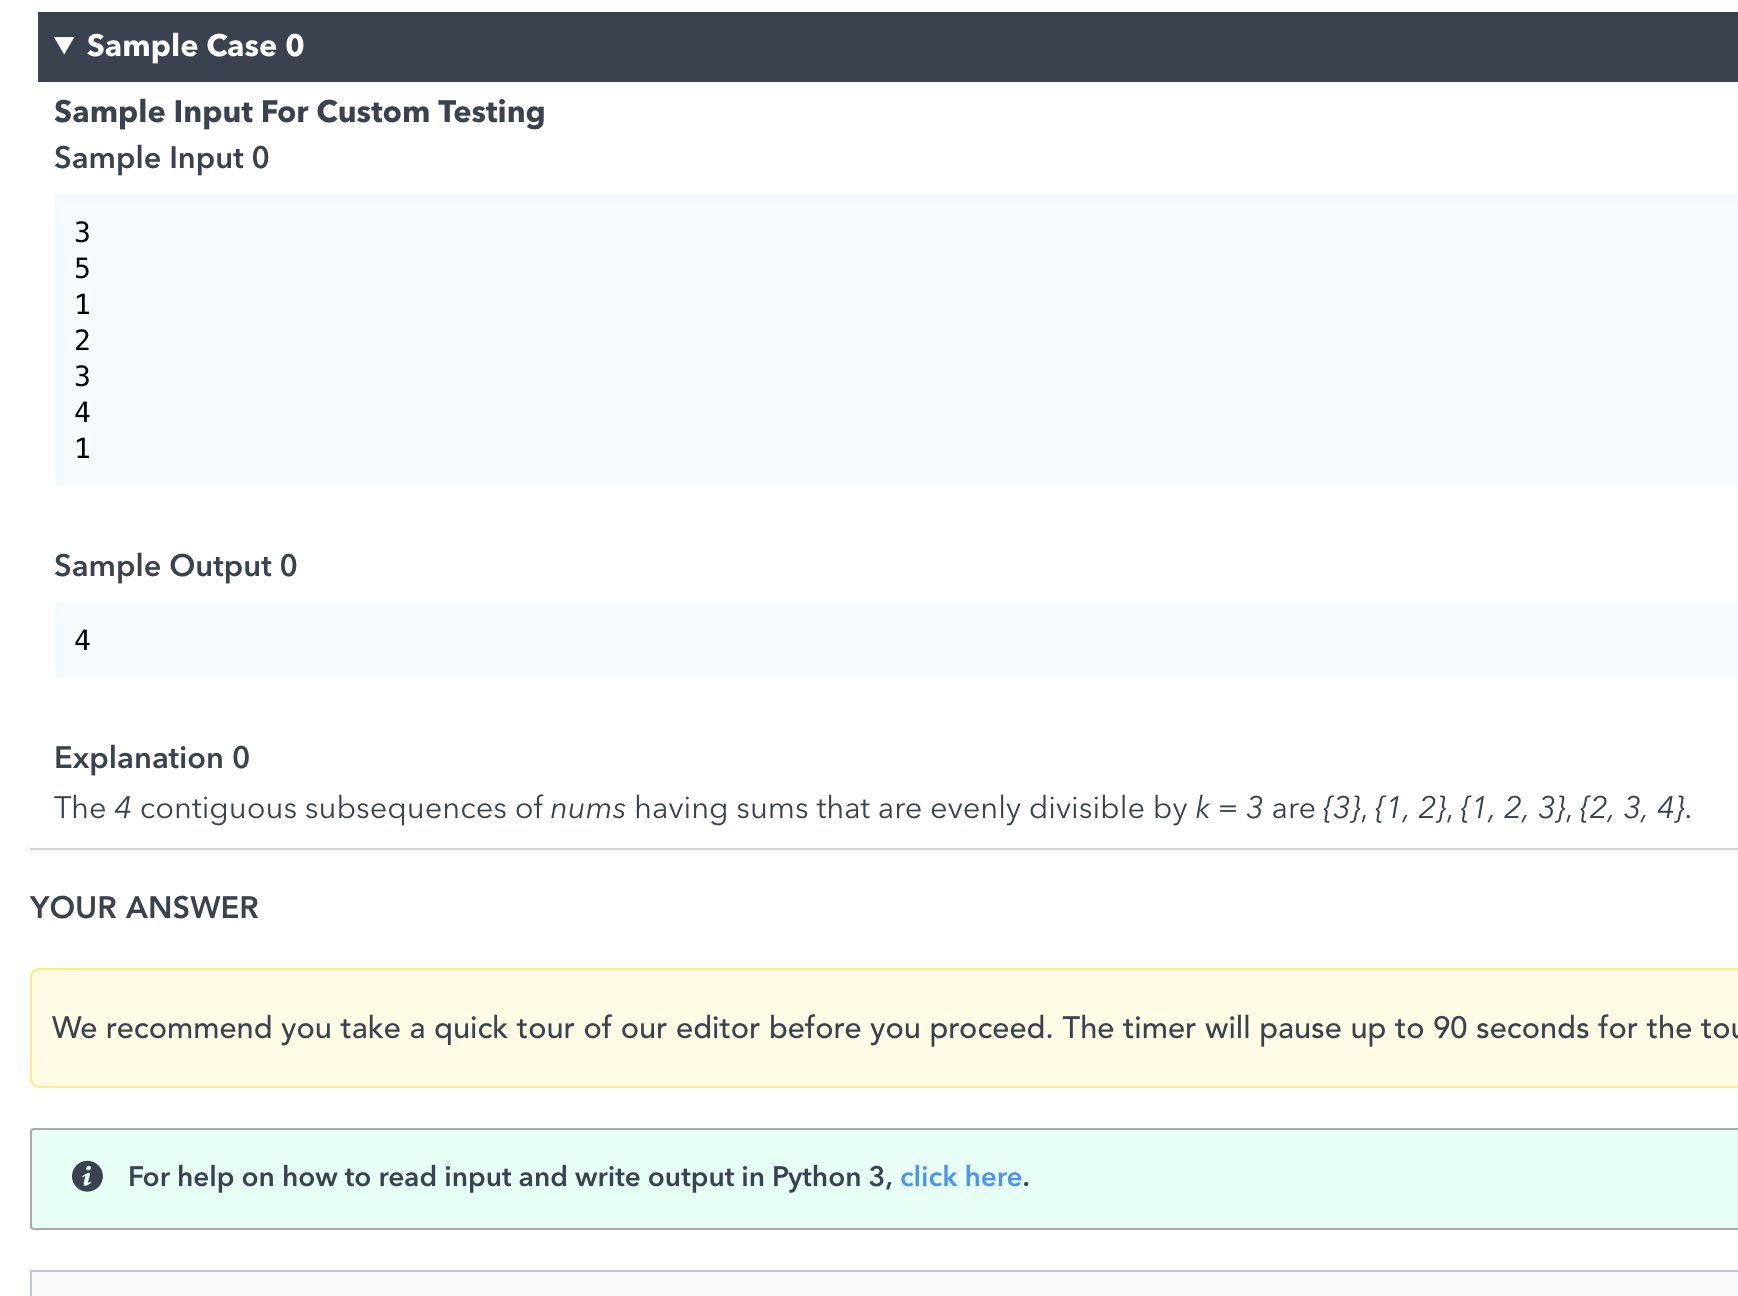 ▼ Sample Case 0
Sample Input For Custom Testing
Sample Input 0
3
5
1
2
3
4
1
Sample Output 0
4
Explanation 0
The 4 contiguous subsequences of nums having sums that are evenly divisible by k = 3 are {3}, {1, 2}, {1, 2, 3}, {2, 3, 4}.
YOUR ANSWER
We recommend you take a quick tour of our editor before you proceed. The timer will pause up to 90 seconds for the
For help on how to read input and write output in Python 3, click here.